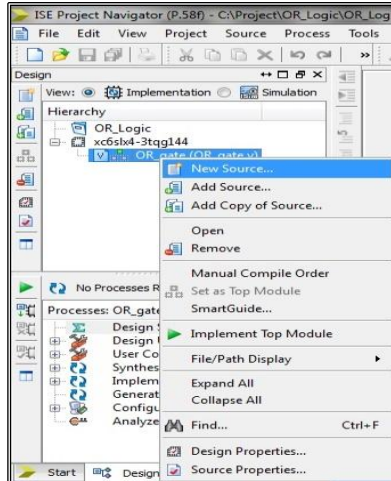 ISE Project Navigator (P.58f) - C:\Project\OR_Logic\OR_Log
File Edit View Project Source Process Tools
Design
View: Implementation Simulation
Hierarchy
OR_Logic
xc6slx4-3tqg144
OR_gate (OR_gate.v)
New Source...
Add Source...
Add Copy of Source...
Open
Remove
Manual Compile Order
Set as Top Module
SmartGuide...
Implement Top Module
File/Path Display
Expand All
Collapse All
Find... Ctrl+F
Design Properties...
Source Properties...
No Processes R
Processes: OR_gate
Design S
Design U
User Co
Synthes
Implem
Generat
Configu
Analyze
Start Design